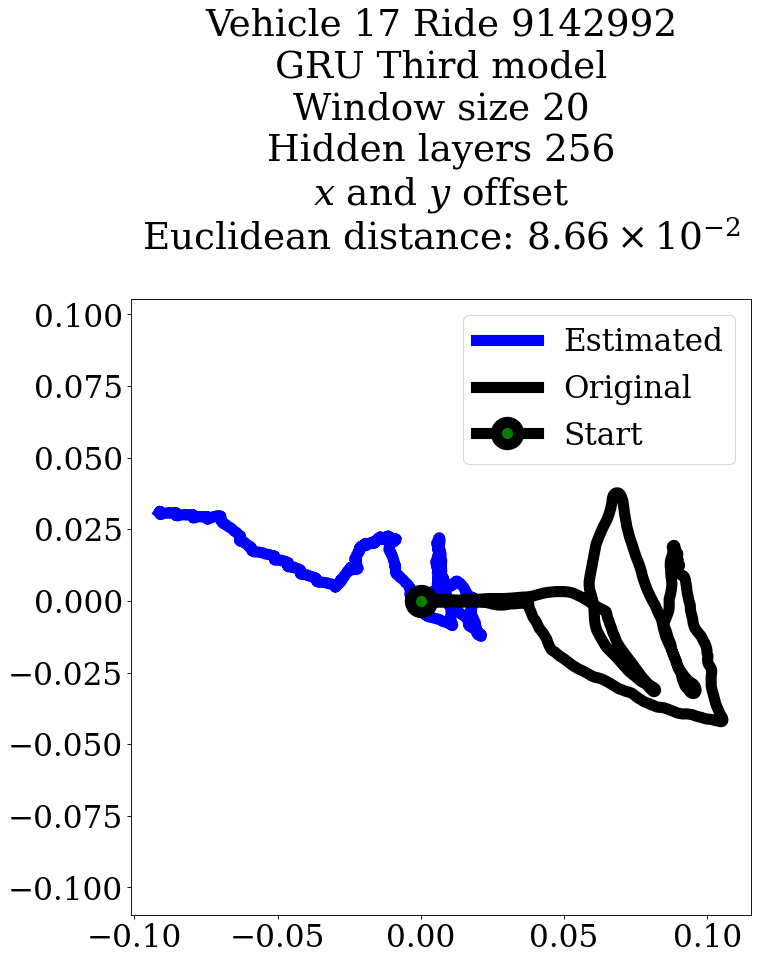 Vehicle 17 Ride 9142992
GRU Third model
Window size 20
Hidden layers 256
x and y offset
Euclidean distance: 8.66 × 10⁻²
0.100
0.075
0.050
0.025
0.000
−0.025
−0.050
−0.075
−0.100
Estimated
Original
Start
−0.10 −0.05 0.00 0.05 0.10